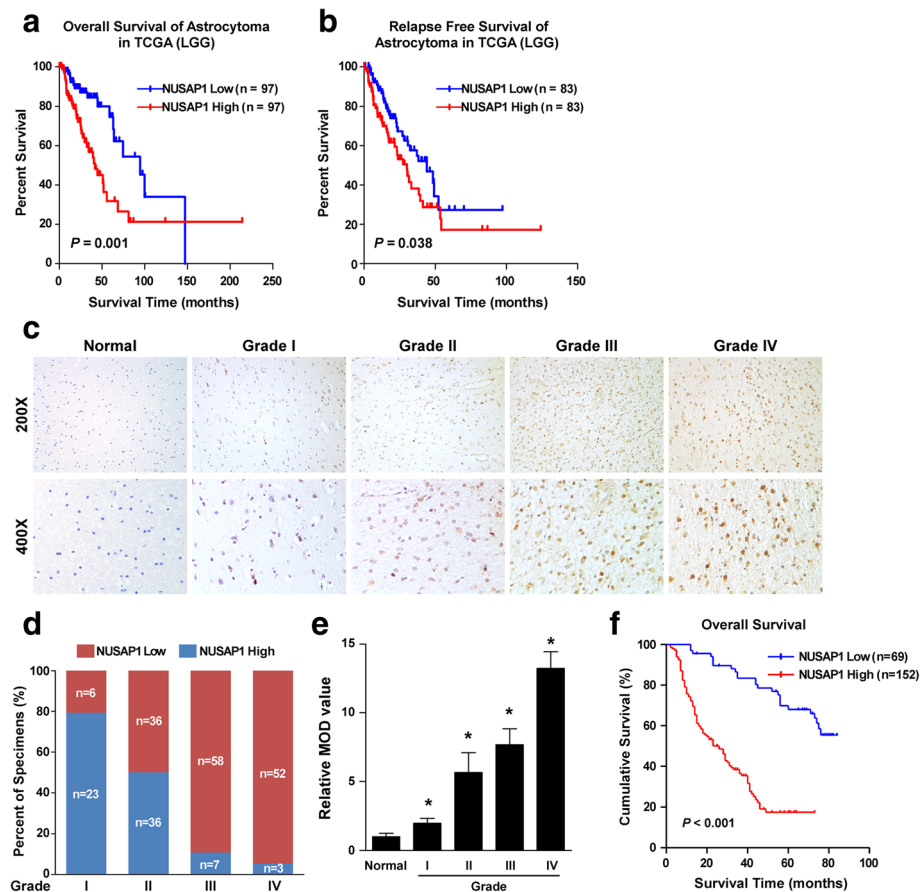 a
Overall Survival of Astrocytoma
in TCGA (LGG)
Percent Survival
100
80
60
40
20
0
NUSAP1 Low (n = 97)
NUSAP1 High (n = 97)
P = 0.001
0 50 100 150 200 250
Survival Time (months)
b
Relapse Free Survival of
Astrocytoma in TCGA (LGG)
Percent Survival
100
80
60
40
20
0
NUSAP1 Low (n = 83)
NUSAP1 High (n = 83)
P = 0.038
0 50 100 150
Survival Time (months)
c
Normal Grade I Grade II Grade III Grade IV
200X
400X
d
NUSAP1 Low
NUSAP1 High
Percent of Specimens (%)
100
80
60
40
20
0
n=6
n=23
n=36
n=36
n=58
n=7
n=52
n=3
Grade I II III IV
e
Relative MOD value
15
10
5
0
* * * *
Normal I II III IV
Grade
f
Overall Survival
Cumulative Survival (%)
100
80
60
40
20
NUSAP1 Low (n=69)
NUSAP1 High (n=152)
P < 0.001
0 20 40 60 80 100
Survival Time (months)